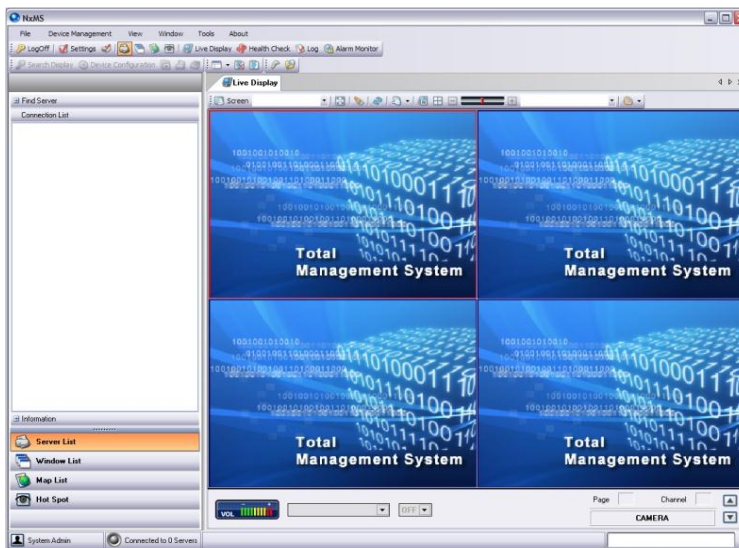 NxMS
File Device Management View Window Tools About
LogOff Settings Live Display Health Check Log Alarm Monitor
Search Display Device Configuration
Live Display
Find Server
Screen
Connection List
Total
Management System
Total
Management System
Total
Management System
Total
Management System
Information
Server List
Window List
Map List
Hot Spot
VOL
OFF
Page Channel
CAMERA
System Admin Connected to 0 Servers